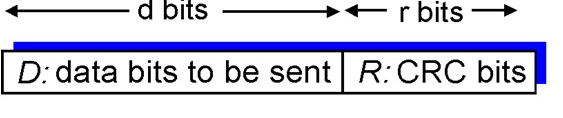 d bits r bits
D: data bits to be sent R: CRC bits